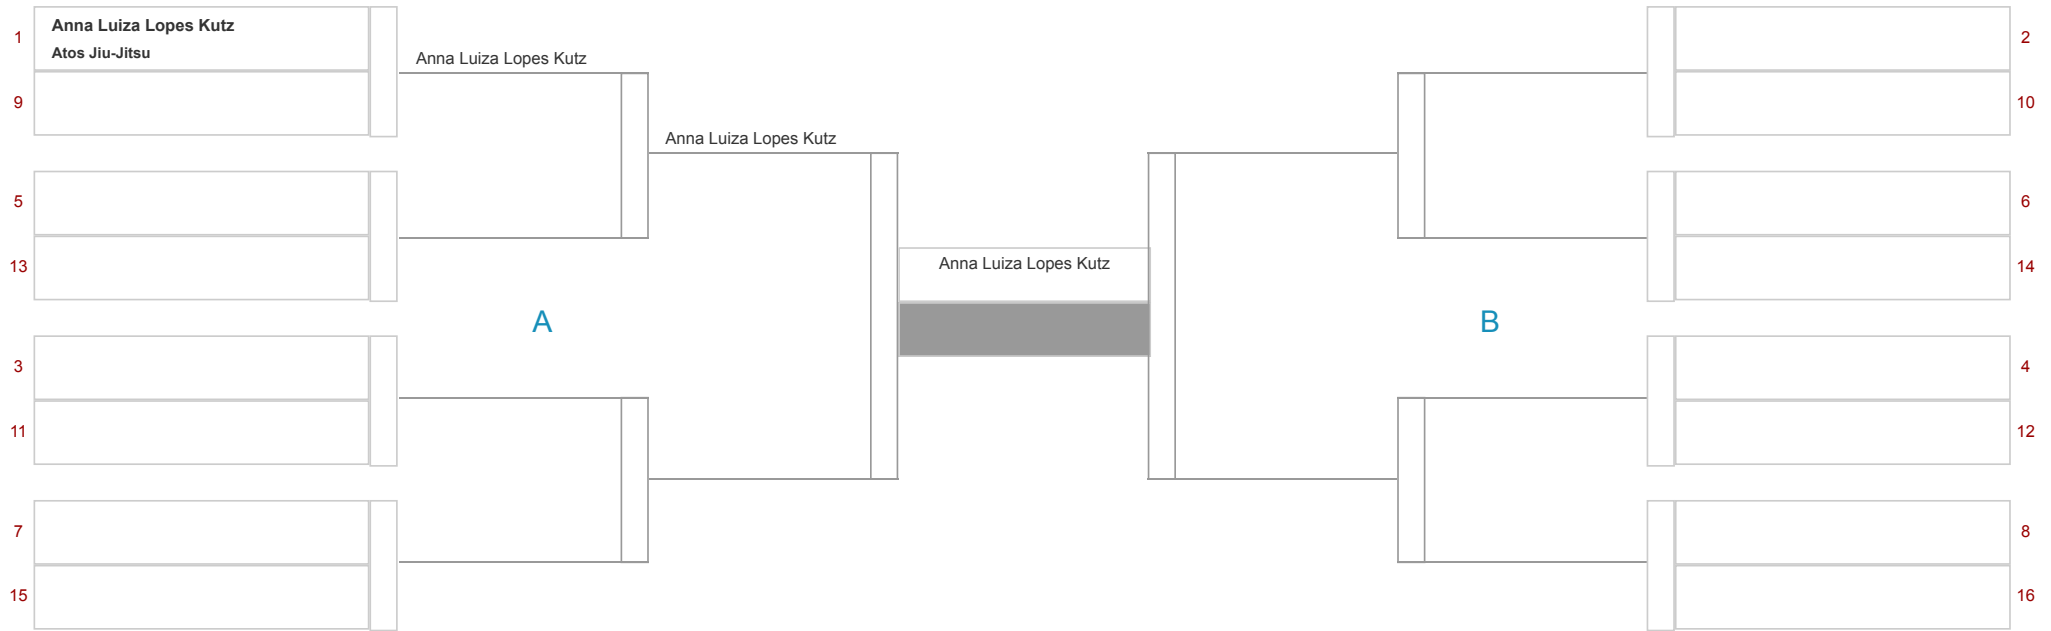 1
Anna Luiza Lopes Kutz
Atos Jiu-Jitsu
9
5
13
3
11
7
15
Anna Luiza Lopes Kutz
Anna Luiza Lopes Kutz
A
Anna Luiza Lopes Kutz
B
2
10
6
14
4
12
8
16